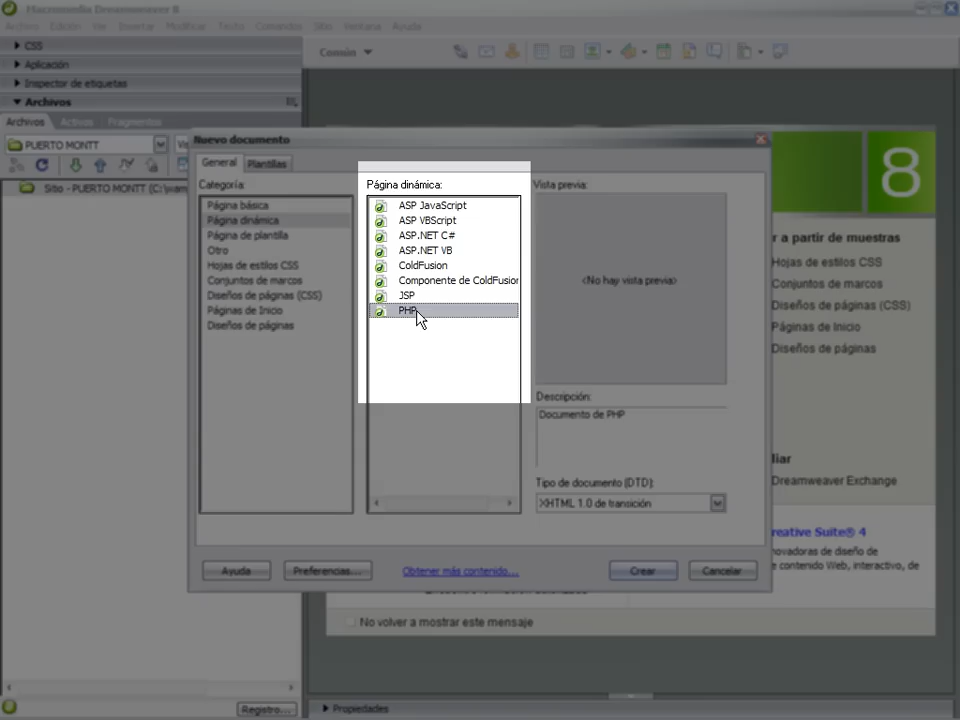 Macromedia Dreamweaver 8
Archivo Edición Ver Insertar Modificar Texto Comandos Sitio Ventana Ayuda
CSS
Aplicación
Inspector de etiquetas
Archivos
Archivos Activos Fragmentos
PUERTO MONTT
Sitio - PUERTO MONTT (C:\wam
Común
Nuevo documento
General Plantillas
Categoría:
Página básica
Página dinámica
Página de plantilla
Otro
Hojas de estilos CSS
Conjuntos de marcos
Diseños de páginas (CSS)
Páginas de Inicio
Diseños de páginas
Página dinámica:
ASP JavaScript
ASP VBScript
ASP.NET C#
ASP.NET VB
ColdFusion
Componente de ColdFusion
JSP
PHP
Vista previa:
<No hay vista previa>
Descripción:
Documento de PHP
Tipo de documento (DTD):
XHTML 1.0 de transición
Ayuda
Preferencias...
Obtener más contenido...
Crear
Cancelar
8
r a partir de muestras
Hojas de estilos CSS
Conjuntos de marcos
Diseños de páginas (CSS)
Páginas de Inicio
Diseños de páginas
liar
Dreamweaver Exchange
reative Suite® 4
novadoras de diseño de
e contenido Web, interactivo, de
No volver a mostrar este mensaje
Registro...
Propiedades